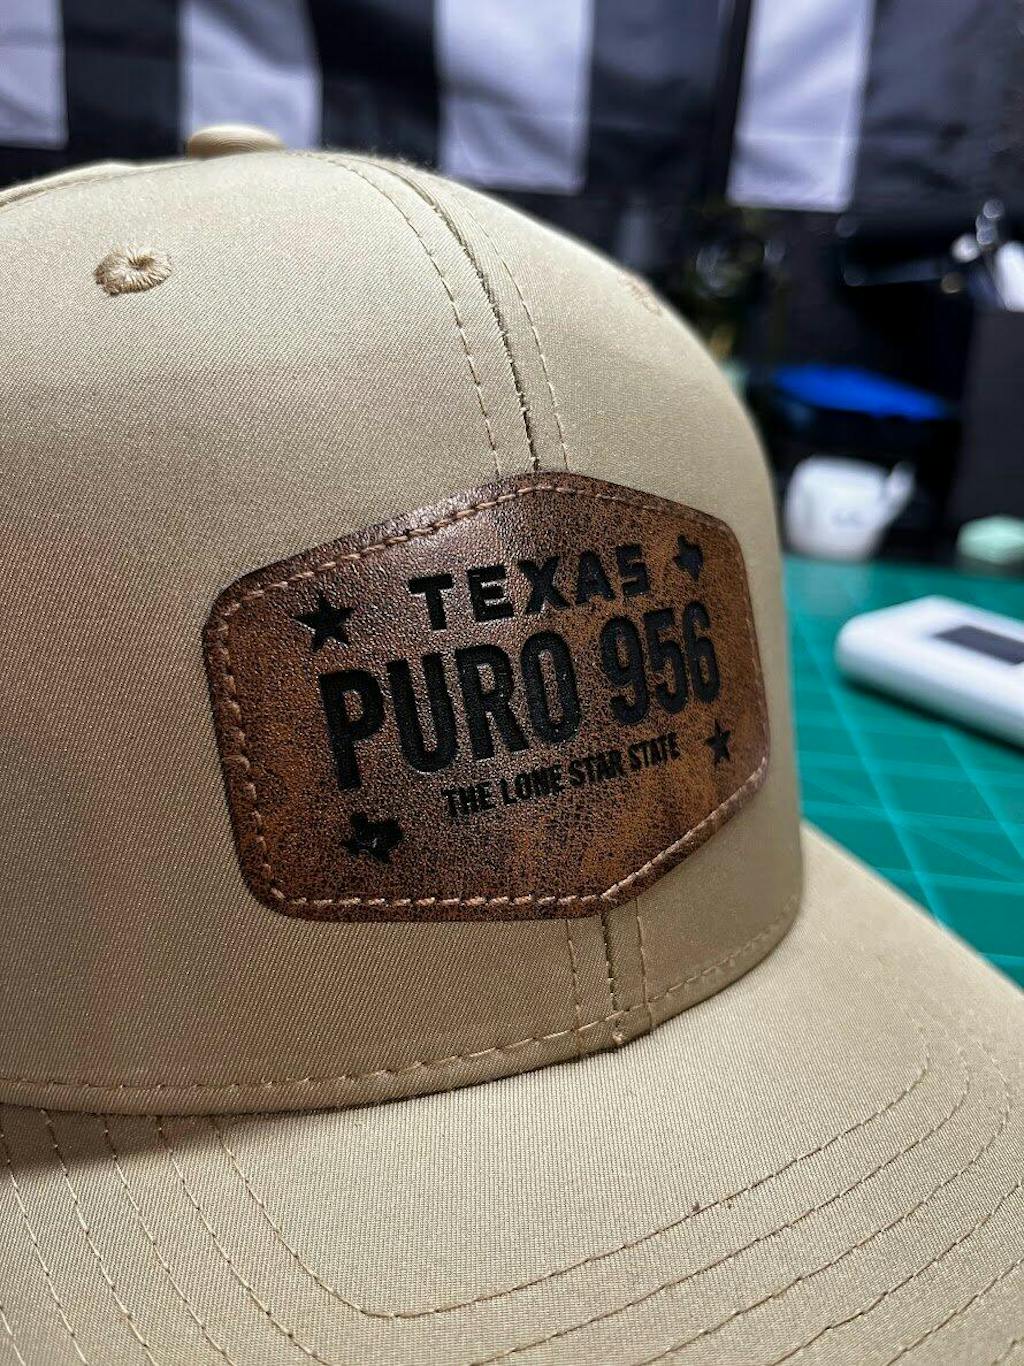 TEXAS
PURO 956
THE LONE STAR STATE